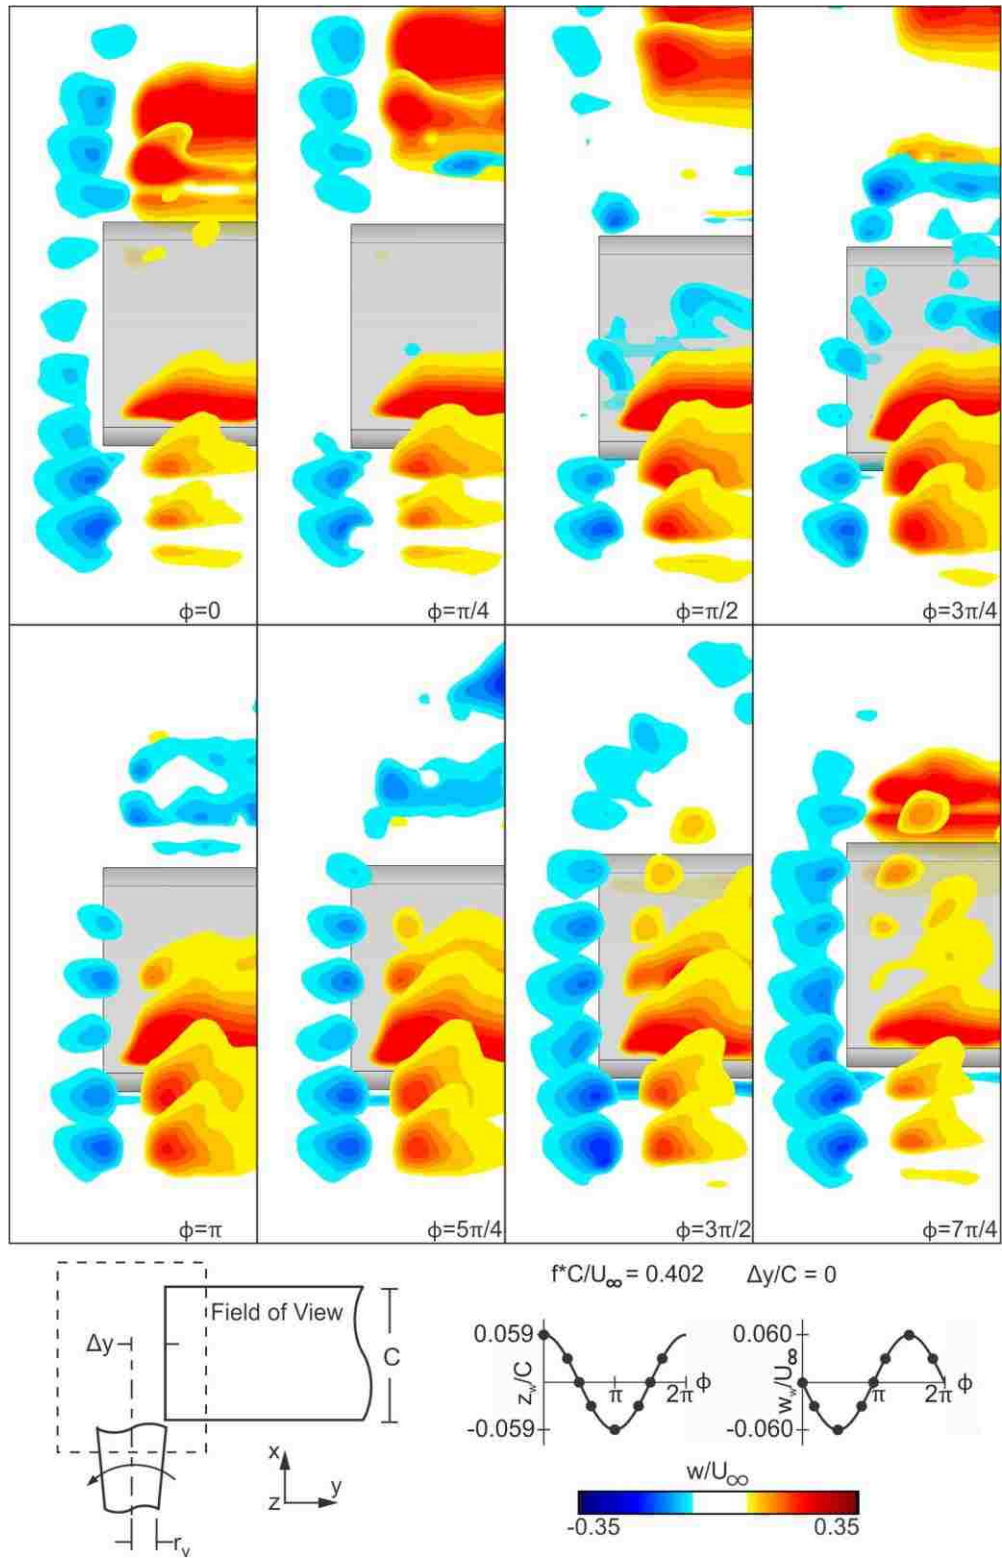 ϕ=0
ϕ=π/4
ϕ=π/2
ϕ=3π/4
ϕ=π
ϕ=5π/4
ϕ=3π/2
ϕ=7π/4
f*C/U∞ = 0.402 Δy/C = 0
Field of View
Δy
C
x
z
y
r_v
0.059
z_w/C
-0.059
π
2π
ϕ
0.060
w_w/U∞
-0.060
π
2π
ϕ
w/U∞
-0.35
0.35